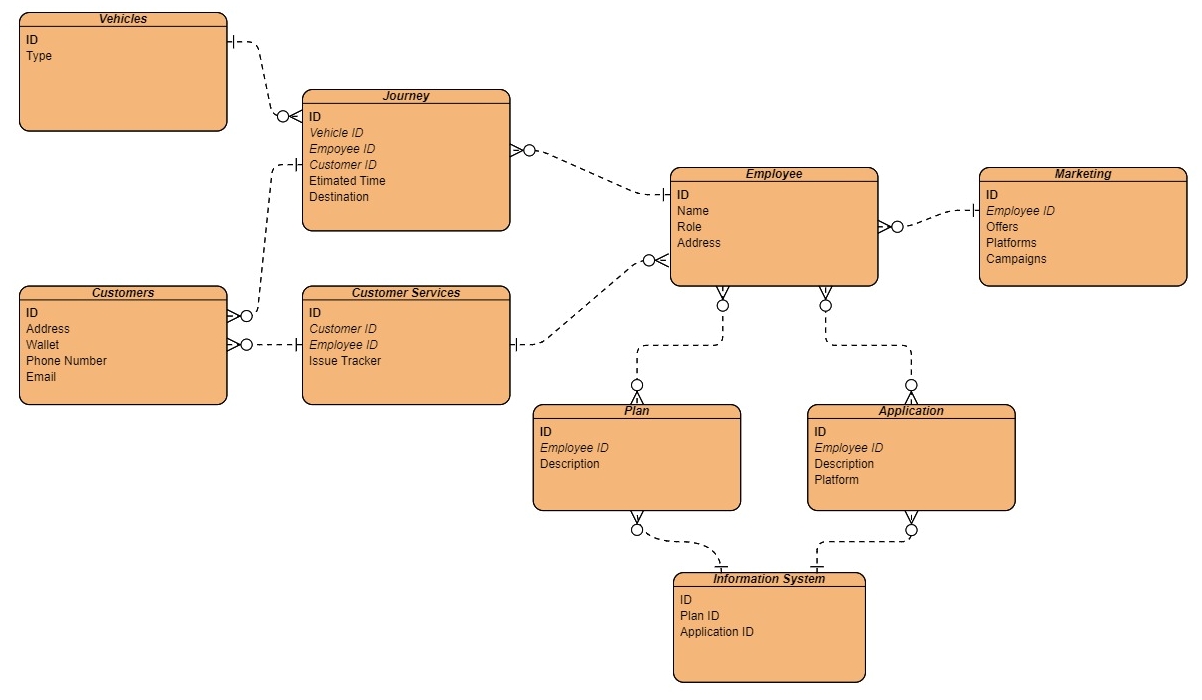 Vehicles
ID
Type
Journey
ID
Vehicle ID
Empoyee ID
Customer ID
Etimated Time
Destination
Employee
ID
Name
Role
Address
Marketing
ID
Employee ID
Offers
Platforms
Campaigns
Customers
ID
Address
Wallet
Phone Number
Email
Customer Services
ID
Customer ID
Employee ID
Issue Tracker
Plan
ID
Employee ID
Description
Application
ID
Employee ID
Description
Platform
Information System
ID
Plan ID
Application ID